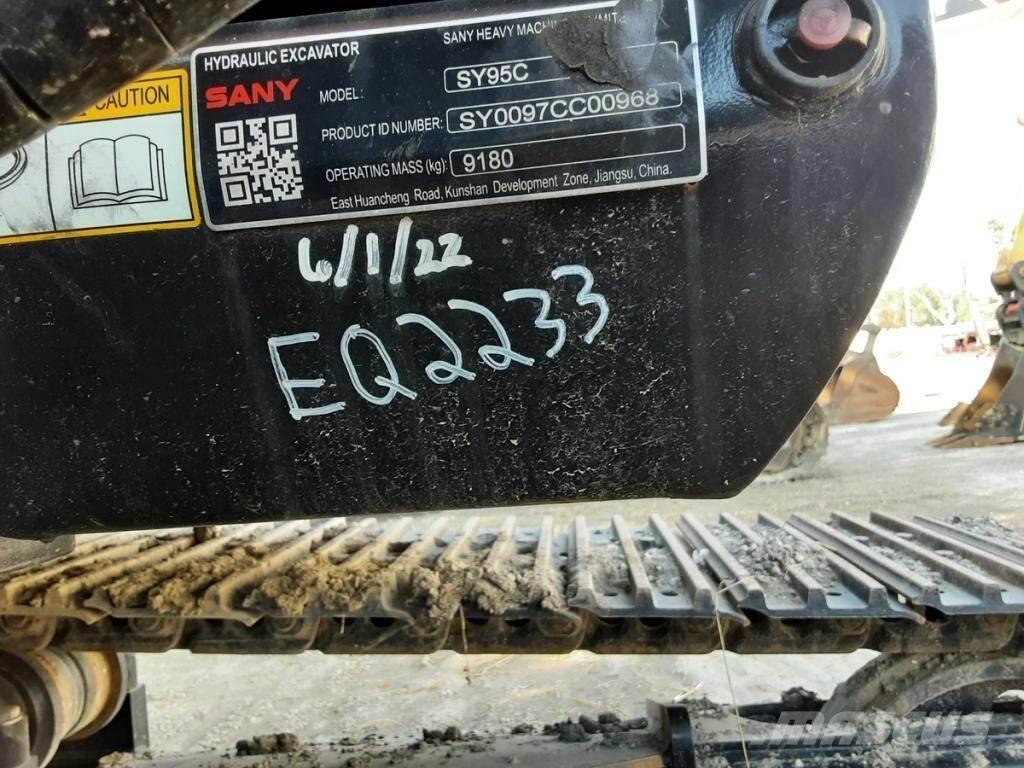 CAUTION
HYDRAULIC EXCAVATOR
SANY HEAVY
SANY
MODEL: SY95C
PRODUCT ID NUMBER: SY0097CC00968
OPERATING MASS (kg): 9180
East Huancheng Road, Kunshan Development Zone, Jiangsu, China.
6/1/22
EQ2233
MASCUS